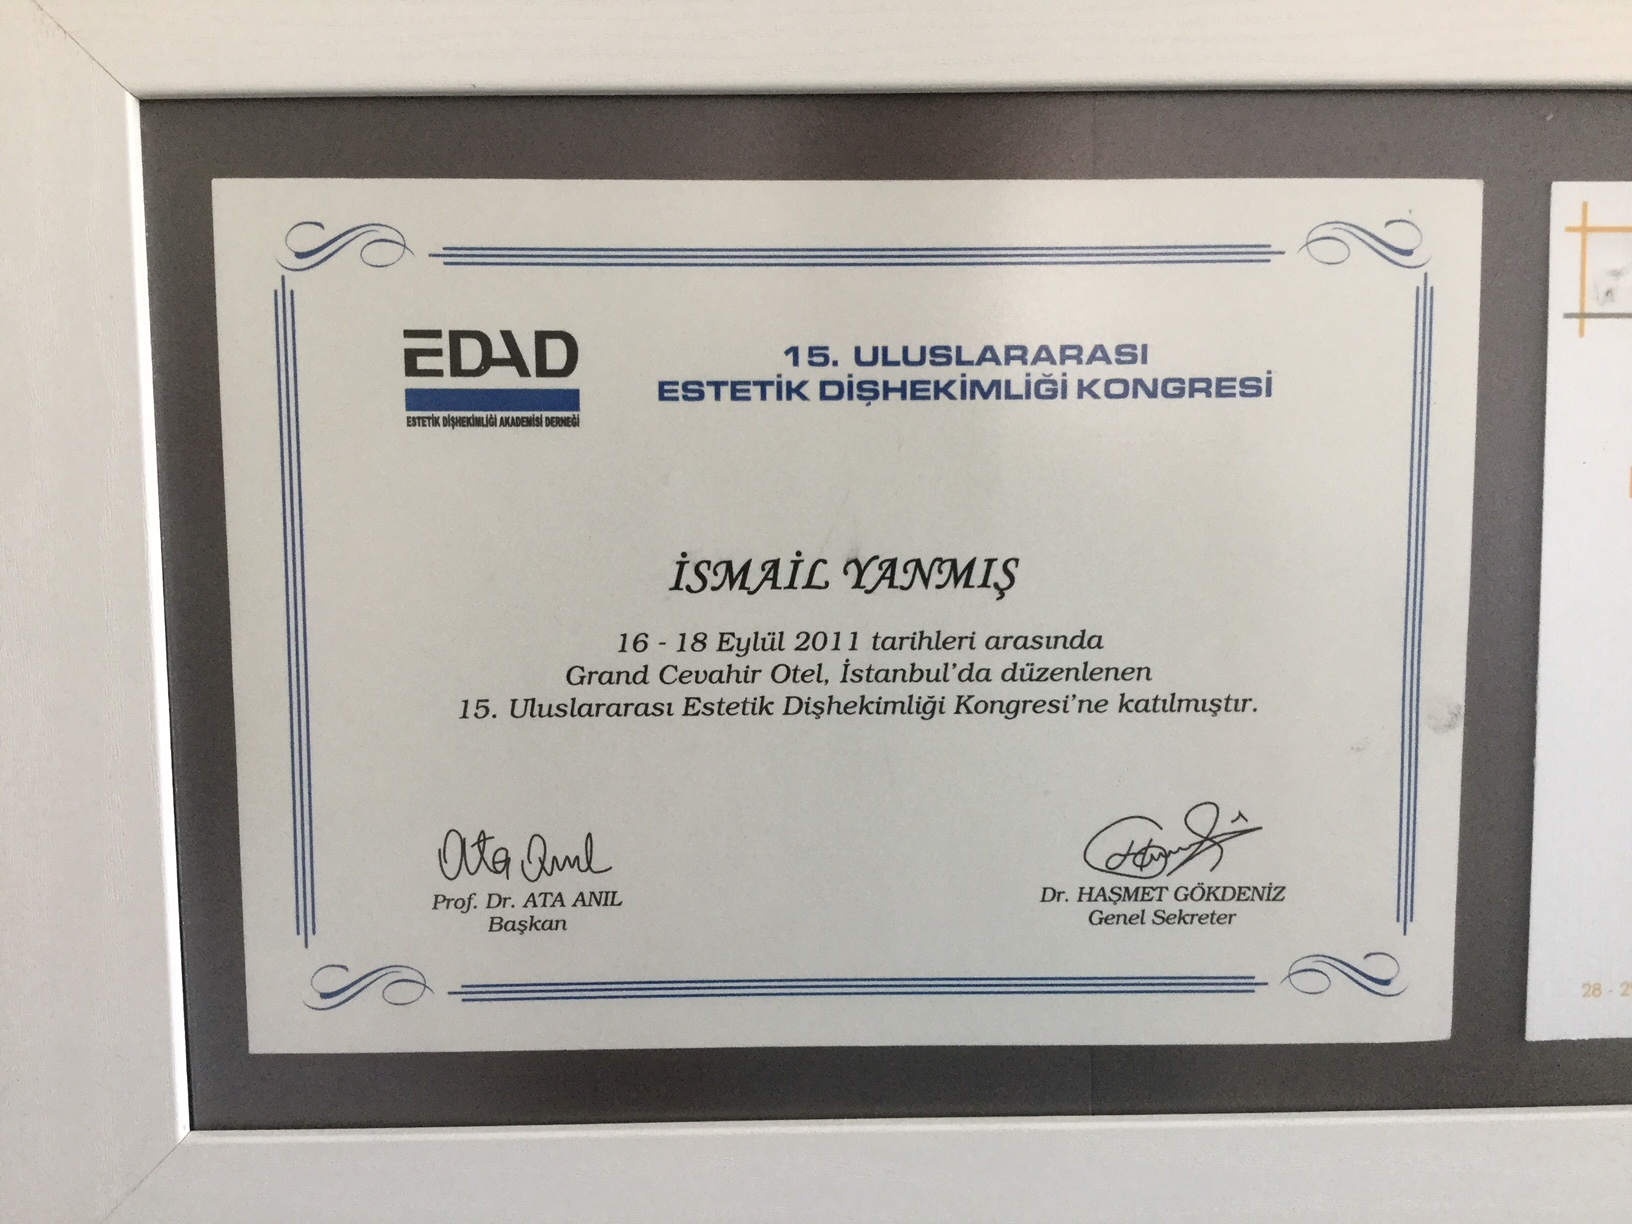 EDAD
ESTETİK DİŞHEKİMLİĞİ AKADEMİSİ DERNEĞİ
15. ULUSLARARASI
ESTETİK DİŞHEKİMLİĞİ KONGRESİ
İSMAİL YANMIŞ
16 - 18 Eylül 2011 tarihleri arasında
Grand Cevahir Otel, İstanbul'da düzenlenen
15. Uluslararası Estetik Dişhekimliği Kongresi'ne katılmıştır.
Ata Anıl
Prof. Dr. ATA ANIL
Başkan
Dr. HAŞMET GÖKDENİZ
Genel Sekreter
28 - 2